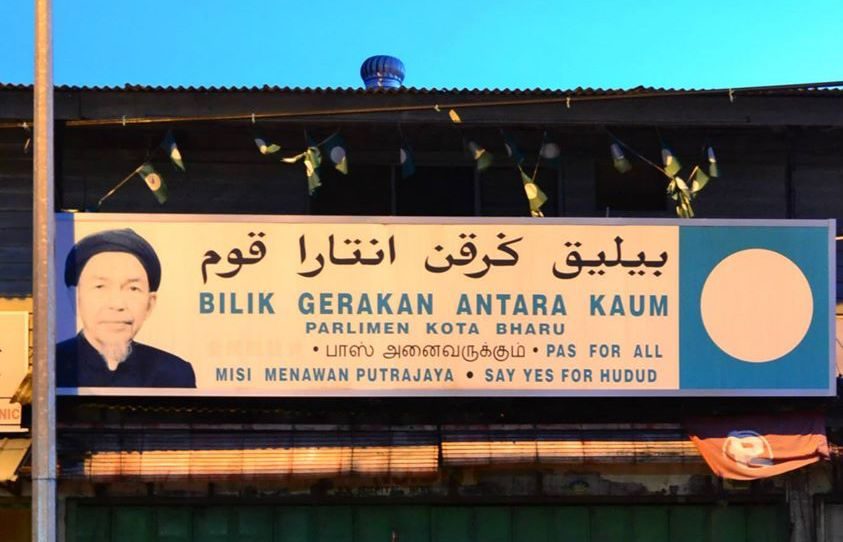 بيليق ݢرقن انتارا قوم
BILIK GERAKAN ANTARA KAUM
PARLIMEN KOTA BHARU
• பாஸ் அனைவருக்கும் • PAS FOR ALL
MISI MENAWAN PUTRAJAYA • SAY YES FOR HUDUD
NIC